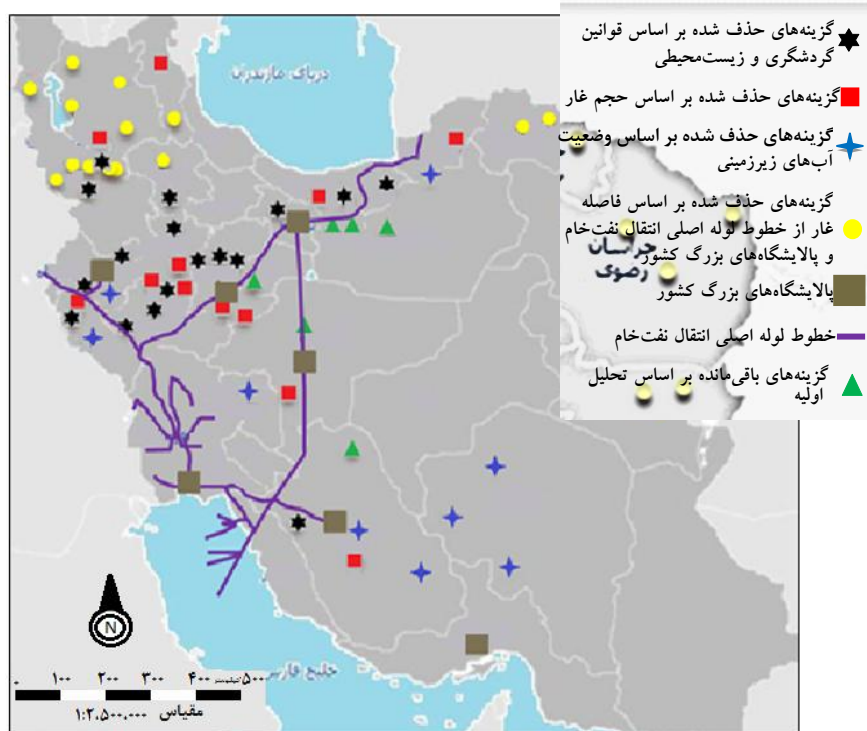 گزینه‌های حذف شده بر اساس قوانین
گردشگری و زیست‌محیطی
گزینه‌های حذف شده بر اساس حجم غار
گزینه‌های حذف شده بر اساس وضعیت
آب‌های زیرزمینی
گزینه‌های حذف شده بر اساس فاصله
غار از خطوط لوله اصلی انتقال نفت‌خام
و پالایشگاه‌های بزرگ کشور
پالایشگاه‌های بزرگ کشور
خطوط لوله اصلی انتقال نفت‌خام
گزینه‌های باقی‌مانده بر اساس تحلیل
اولیه
دریای مازندران
خراسان
رضوی
خلیج فارس
N
۰ ۱۰۰ ۲۰۰ ۳۰۰ ۴۰۰ ۵۰۰ کیلومتر
مقیاس ۱:۲،۵۰۰،۰۰۰